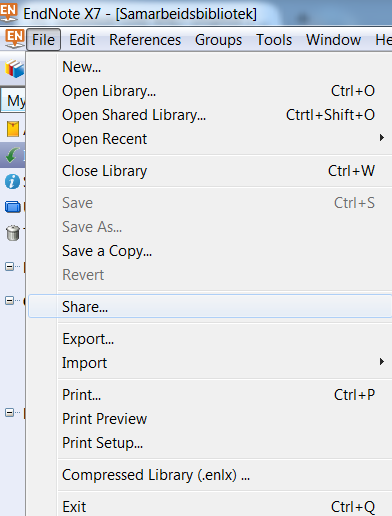 EN EndNote X7 - [Samarbeidsbibliotek]
EN File Edit References Groups Tools Window He
My
New...
Open Library... Ctrl+O
Open Shared Library... Ctrtl+Shift+O
Open Recent
Close Library Ctrl+W
Save Ctrl+S
Save As...
Save a Copy...
Revert
Share...
Export...
Import
Print... Ctrl+P
Print Preview
Print Setup...
Compressed Library (.enlx) ...
Exit Ctrl+Q